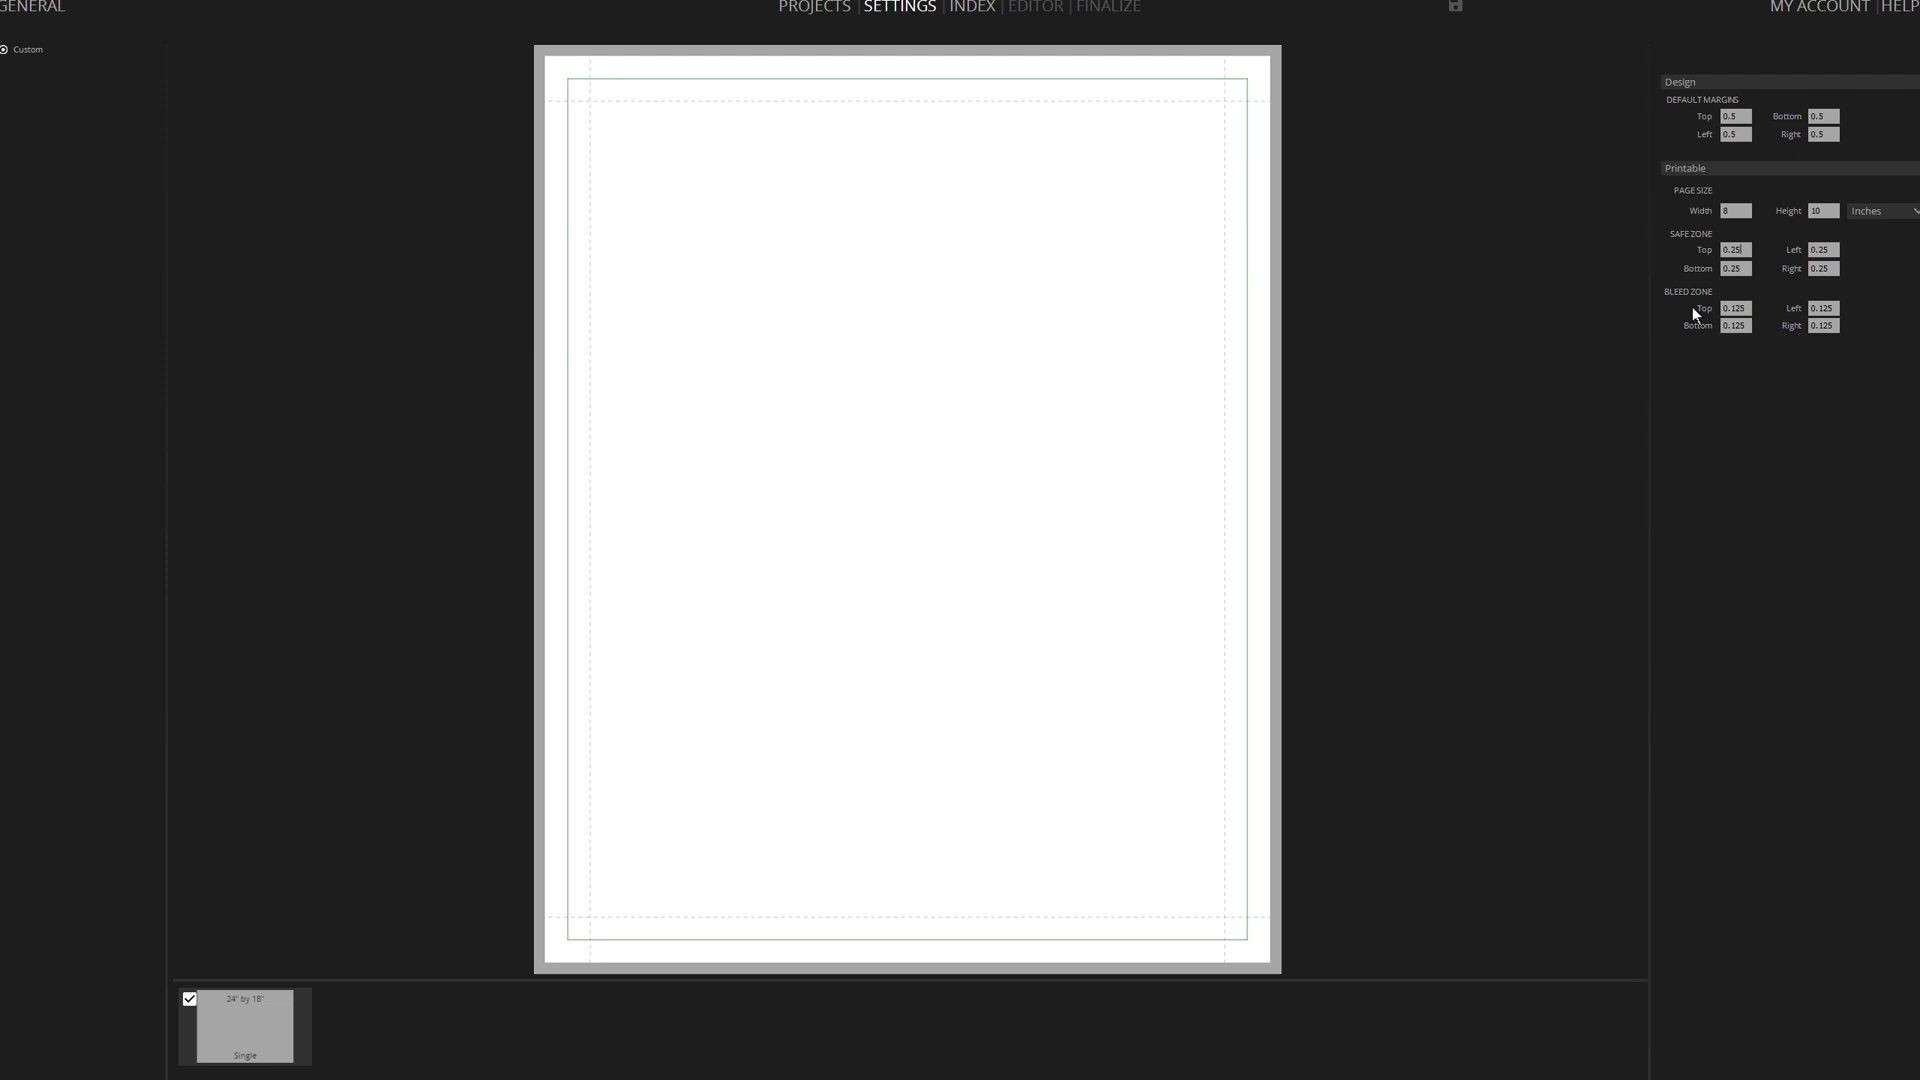 GENERAL
PROJECTS | SETTINGS | INDEX | EDITOR | FINALIZE
MY ACCOUNT | HELP
Custom
Design
DEFAULT MARGINS
Top 0.5 Bottom 0.5
Left 0.5 Right 0.5
Printable
PAGE SIZE
Width 8 Height 10 Inches
SAFE ZONE
Top 0.25 Left 0.25
Bottom 0.25 Right 0.25
BLEED ZONE
Top 0.125 Left 0.125
Bottom 0.125 Right 0.125
24" by 18"
Single